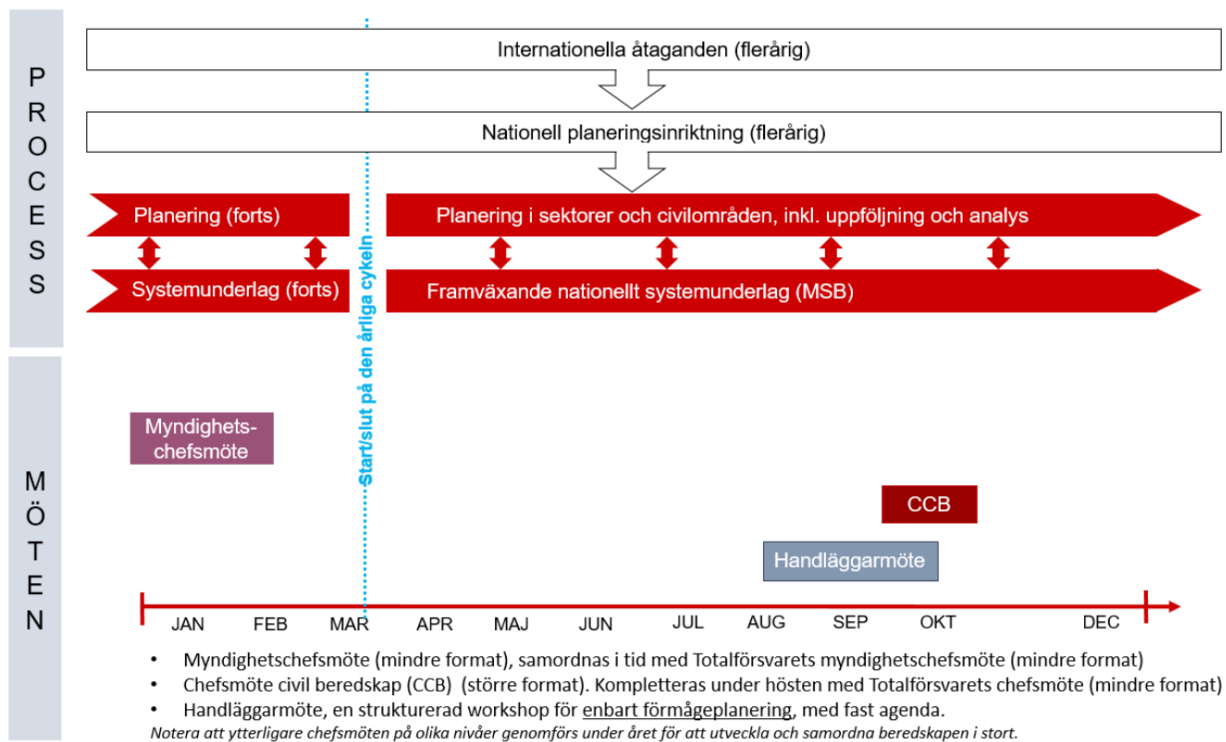 PROCESS
Internationella åtaganden (flerårig)
Nationell planeringsinriktning (flerårig)
Planering (forts)
Planering i sektorer och civilområden, inkl. uppföljning och analys
Systemunderlag (forts)
Framväxande nationellt systemunderlag (MSB)
Start/slut på den årliga cykeln
MÖTEN
Myndighets-
chefsmöte
CCB
Handläggarmöte
JAN FEB MAR APR MAJ JUN JUL AUG SEP OKT DEC
• Myndighetschefsmöte (mindre format), samordnas i tid med Totalförsvarets myndighetschefsmöte (mindre format)
• Chefsmöte civil beredskap (CCB) (större format). Kompletteras under hösten med Totalförsvarets chefsmöte (mindre format)
• Handläggarmöte, en strukturerad workshop för enbart förmågeplanering, med fast agenda.
Notera att ytterligare chefsmöten på olika nivåer genomförs under året för att utveckla och samordna beredskapen i stort.